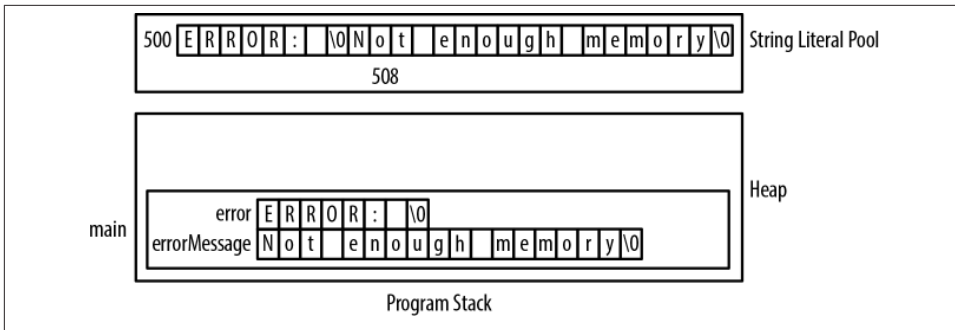 500 E R R O R : \0 N o t e n o u g h m e m o r y \0 String Literal Pool
508
Heap
error E R R O R : \0
main
errorMessage N o t e n o u g h m e m o r y \0
Program Stack